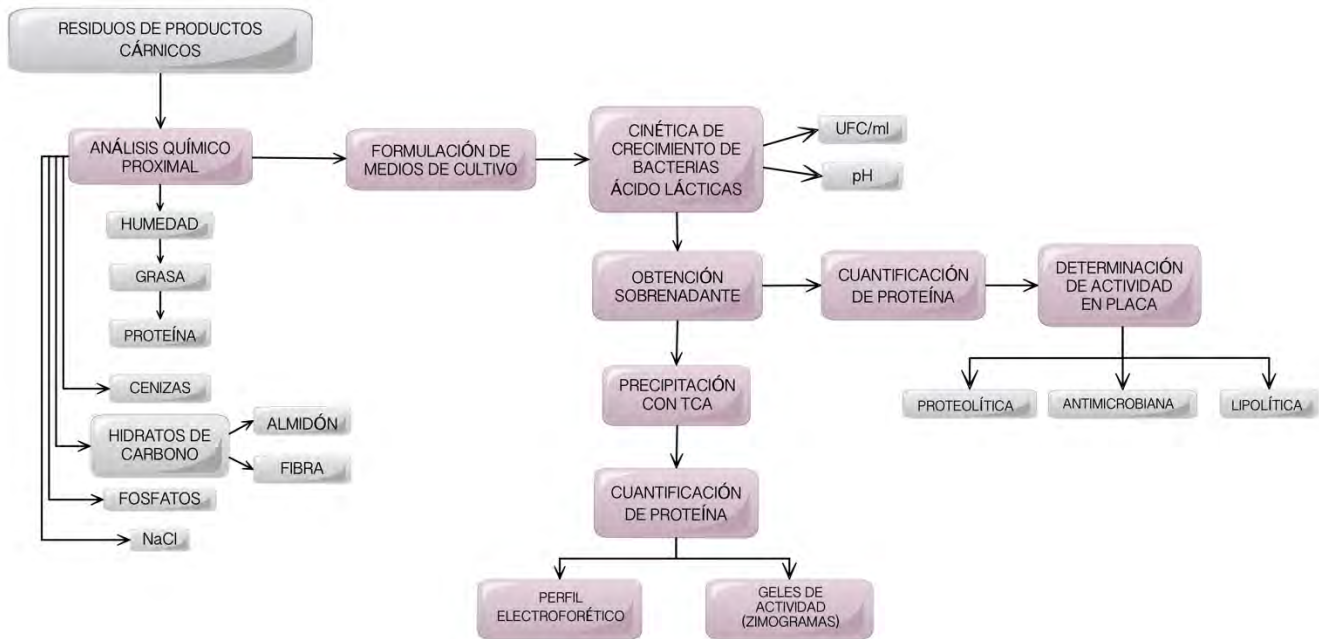 RESIDUOS DE PRODUCTOS
CÁRNICOS
ANÁLISIS QUÍMICO
PROXIMAL
FORMULACIÓN DE
MEDIOS DE CULTIVO
CINÉTICA DE
CRECIMIENTO DE
BACTERIAS
ÁCIDO LÁCTICAS
UFC/ml
pH
HUMEDAD
GRASA
PROTEÍNA
CENIZAS
HIDRATOS DE
CARBONO
ALMIDÓN
FIBRA
FOSFATOS
NaCl
OBTENCIÓN
SOBRENADANTE
CUANTIFICACIÓN
DE PROTEÍNA
DETERMINACIÓN
DE ACTIVIDAD
EN PLACA
PROTEOLÍTICA
ANTIMICROBIANA
LIPOLÍTICA
PRECIPITACIÓN
CON TCA
CUANTIFICACIÓN
DE PROTEÍNA
PERFIL
ELECTROFORÉTICO
GELES DE
ACTIVIDAD
(ZIMOGRAMAS)